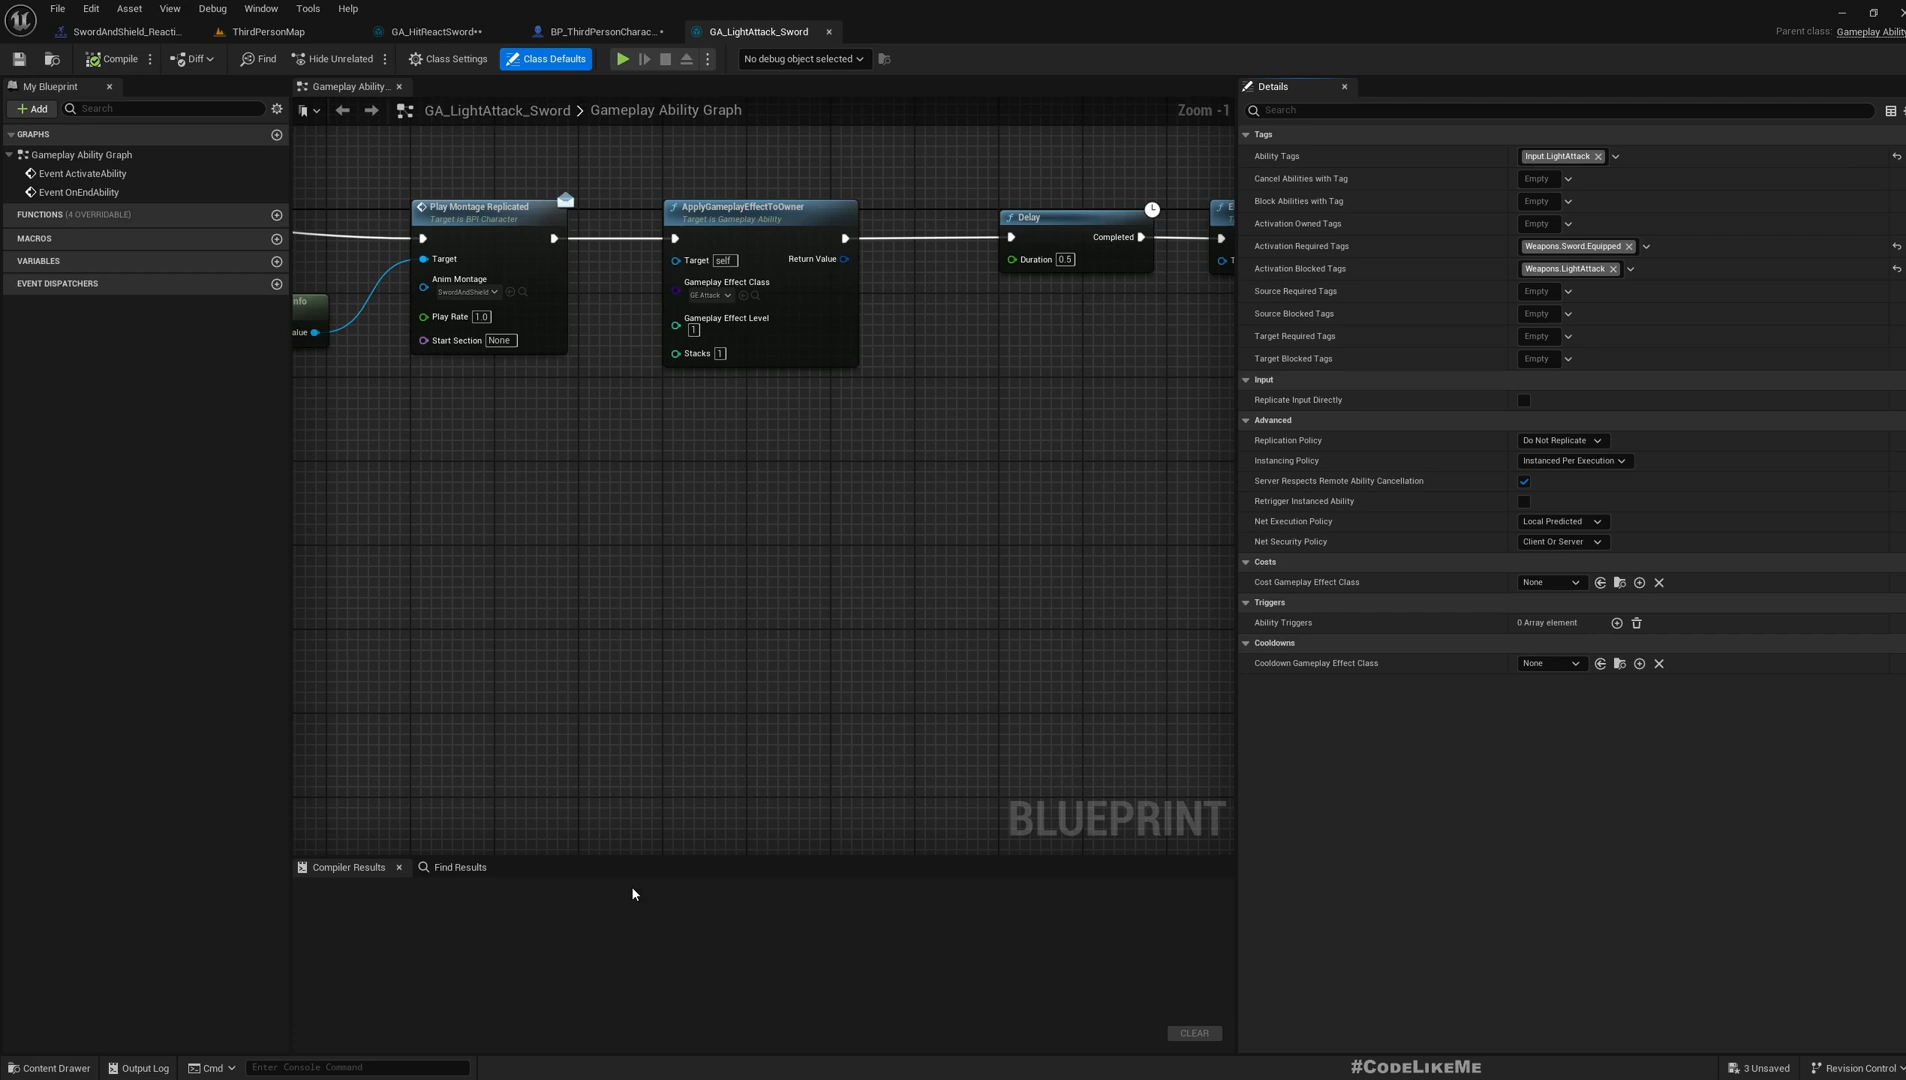 File Edit Asset View Debug Window Tools Help
SwordAndShield_Reacti... ThirdPersonMap GA_HitReactSword** BP_ThirdPersonCharac... * GA_LightAttack_Sword
Parent class: Gameplay Ability
Compile Diff Find Hide Unrelated Class Settings Class Defaults No debug object selected
My Blueprint
Add Search
GRAPHS
Gameplay Ability Graph
Event ActivateAbility
Event OnEndAbility
FUNCTIONS (4 OVERRIDABLE)
MACROS
VARIABLES
EVENT DISPATCHERS
Gameplay Ability...
GA_LightAttack_Sword > Gameplay Ability Graph Zoom -1
nfo
alue
Play Montage Replicated
Target is BPI Character
Target
Anim Montage
SwordAndShield
Play Rate 1.0
Start Section None
ApplyGameplayEffectToOwner
Target is Gameplay Ability
Target self Return Value
Gameplay Effect Class
GE Attack
Gameplay Effect Level
1
Stacks 1
Delay
Completed
Duration 0.5
BLUEPRINT
Compiler Results Find Results
CLEAR
Details
Search
Tags
Ability Tags Input.LightAttack
Cancel Abilities with Tag Empty
Block Abilities with Tag Empty
Activation Owned Tags Empty
Activation Required Tags Weapons.Sword.Equipped
Activation Blocked Tags Weapons.LightAttack
Source Required Tags Empty
Source Blocked Tags Empty
Target Required Tags Empty
Target Blocked Tags Empty
Input
Replicate Input Directly
Advanced
Replication Policy Do Not Replicate
Instancing Policy Instanced Per Execution
Server Respects Remote Ability Cancellation
Retrigger Instanced Ability
Net Execution Policy Local Predicted
Net Security Policy Client Or Server
Costs
Cost Gameplay Effect Class None
Triggers
Ability Triggers 0 Array element
Cooldowns
Cooldown Gameplay Effect Class None
Content Drawer Output Log Cmd Enter Console Command #CODELIKEME 3 Unsaved Revision Control